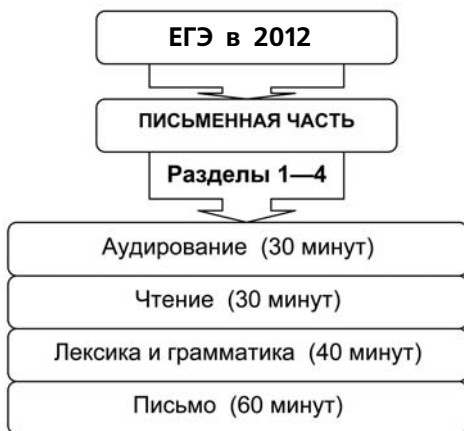 ЕГЭ в 2012
ПИСЬМЕННАЯ ЧАСТЬ
Разделы 1—4
Аудирование (30 минут)
Чтение (30 минут)
Лексика и грамматика (40 минут)
Письмо (60 минут)